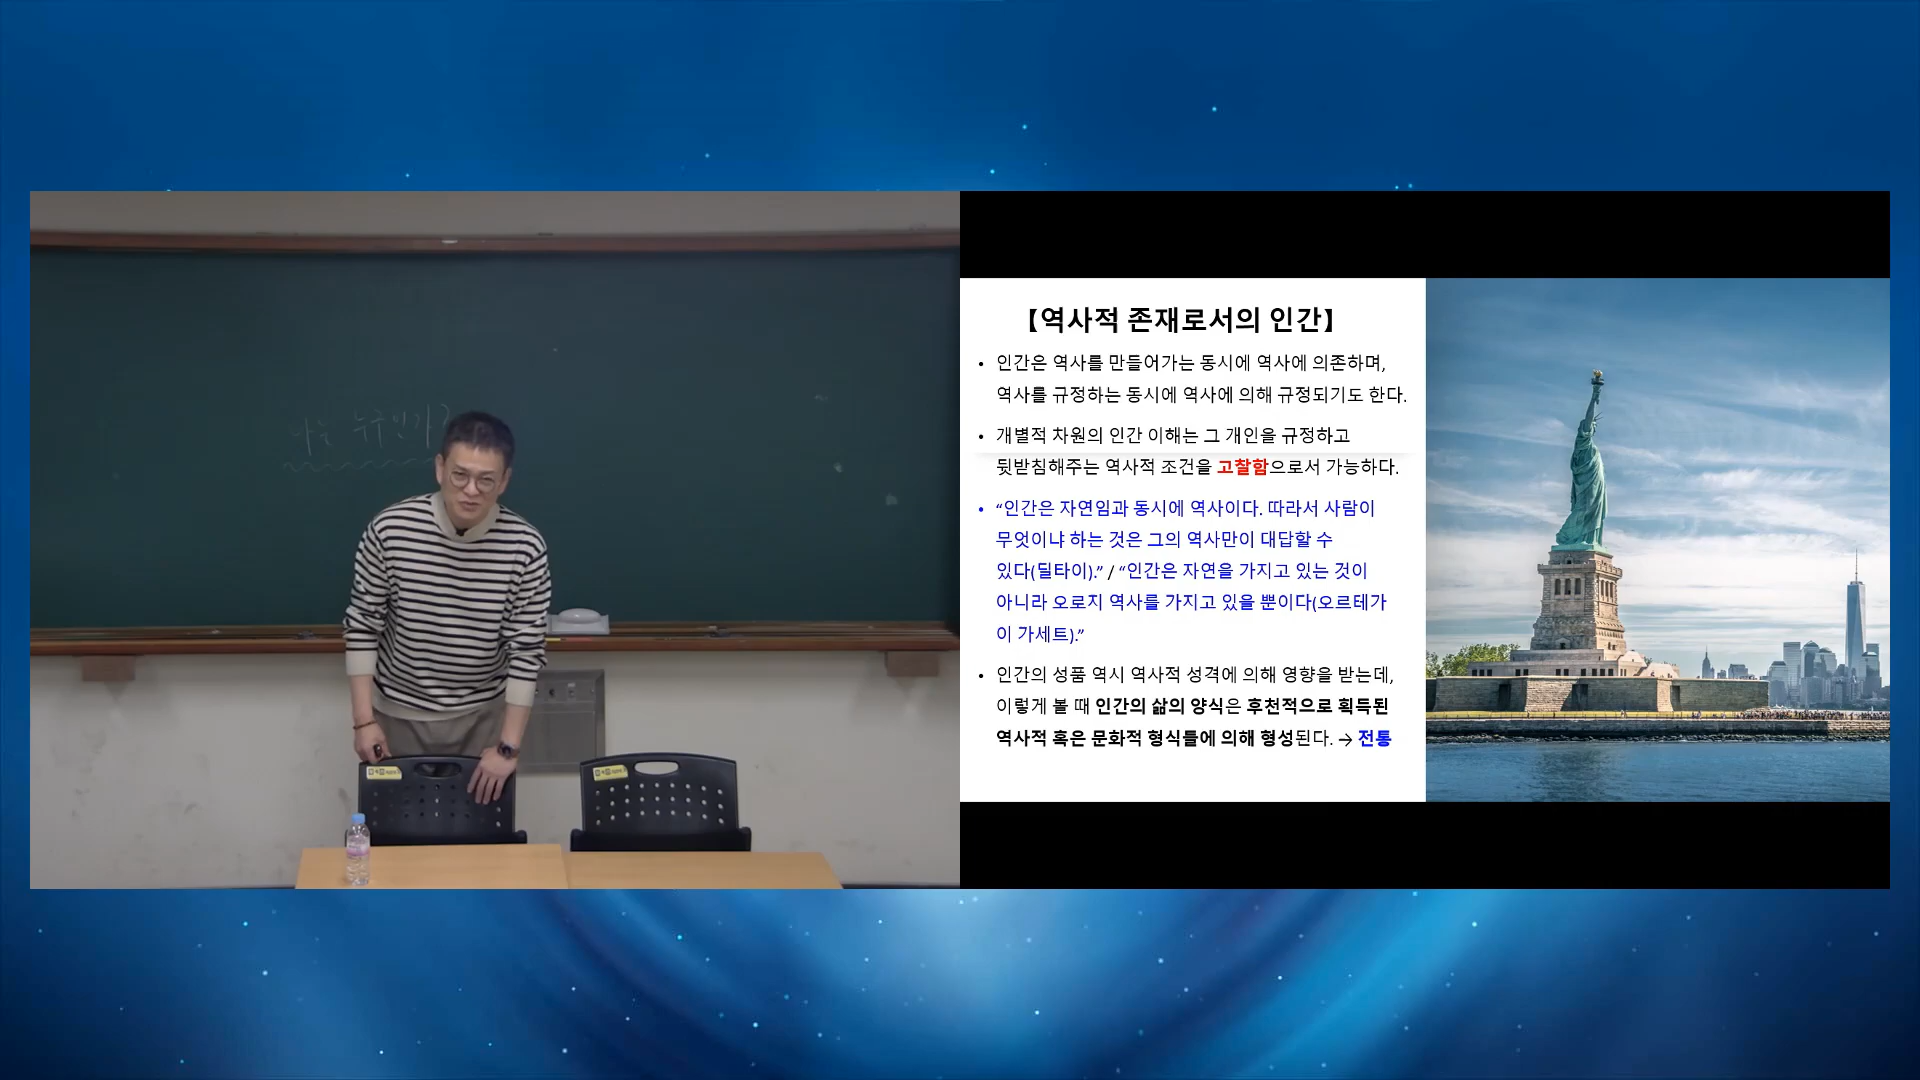 나는 누구인가?
【역사적 존재로서의 인간】
• 인간은 역사를 만들어가는 동시에 역사에 의존하며,
역사를 규정하는 동시에 역사에 의해 규정되기도 한다.
• 개별적 차원의 인간 이해는 그 개인을 규정하고
뒷받침해주는 역사적 조건을 고찰함으로서 가능하다.
• “인간은 자연임과 동시에 역사이다. 따라서 사람이
무엇이냐 하는 것은 그의 역사만이 대답할 수
있다(딜타이).” / “인간은 자연을 가지고 있는 것이
아니라 오로지 역사를 가지고 있을 뿐이다(오르테가
이 가세트).”
• 인간의 성품 역시 역사적 성격에 의해 영향을 받는데,
이렇게 볼 때 인간의 삶의 양식은 후천적으로 획득된
역사적 혹은 문화적 형식들에 의해 형성된다. → 전통